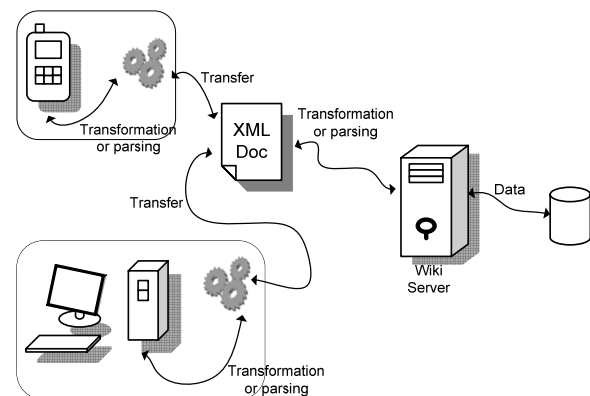 Transfer
Transformation
or parsing
XML
Doc
Transformation
or parsing
Data
Transfer
Wiki
Server
Transformation
or parsing